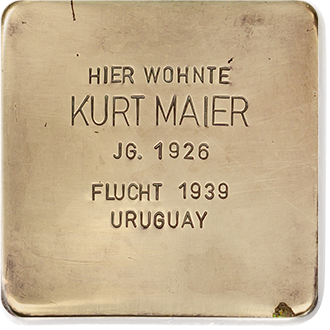 HIER WOHNTE
KURT MAIER
JG. 1926
FLUCHT 1939
URUGUAY